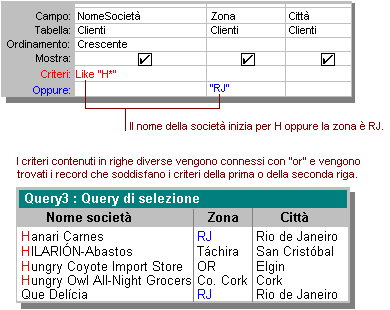 Campo: NomeSocietà Zona Città
Tabella: Clienti Clienti Clienti
Ordinamento: Crescente
Mostra:
Criteri: Like "H*"
Oppure: "RJ"
Il nome della società inizia per H oppure la zona è RJ.
I criteri contenuti in righe diverse vengono connessi con "or" e vengono
trovati i record che soddisfano i criteri della prima o della seconda riga.
Query3 : Query di selezione
Nome società Zona Città
Hanari Carnes RJ Rio de Janeiro
HILARIÓN-Abastos Táchira San Cristóbal
Hungry Coyote Import Store OR Elgin
Hungry Owl All-Night Grocers Co. Cork Cork
Que Delícia RJ Rio de Janeiro